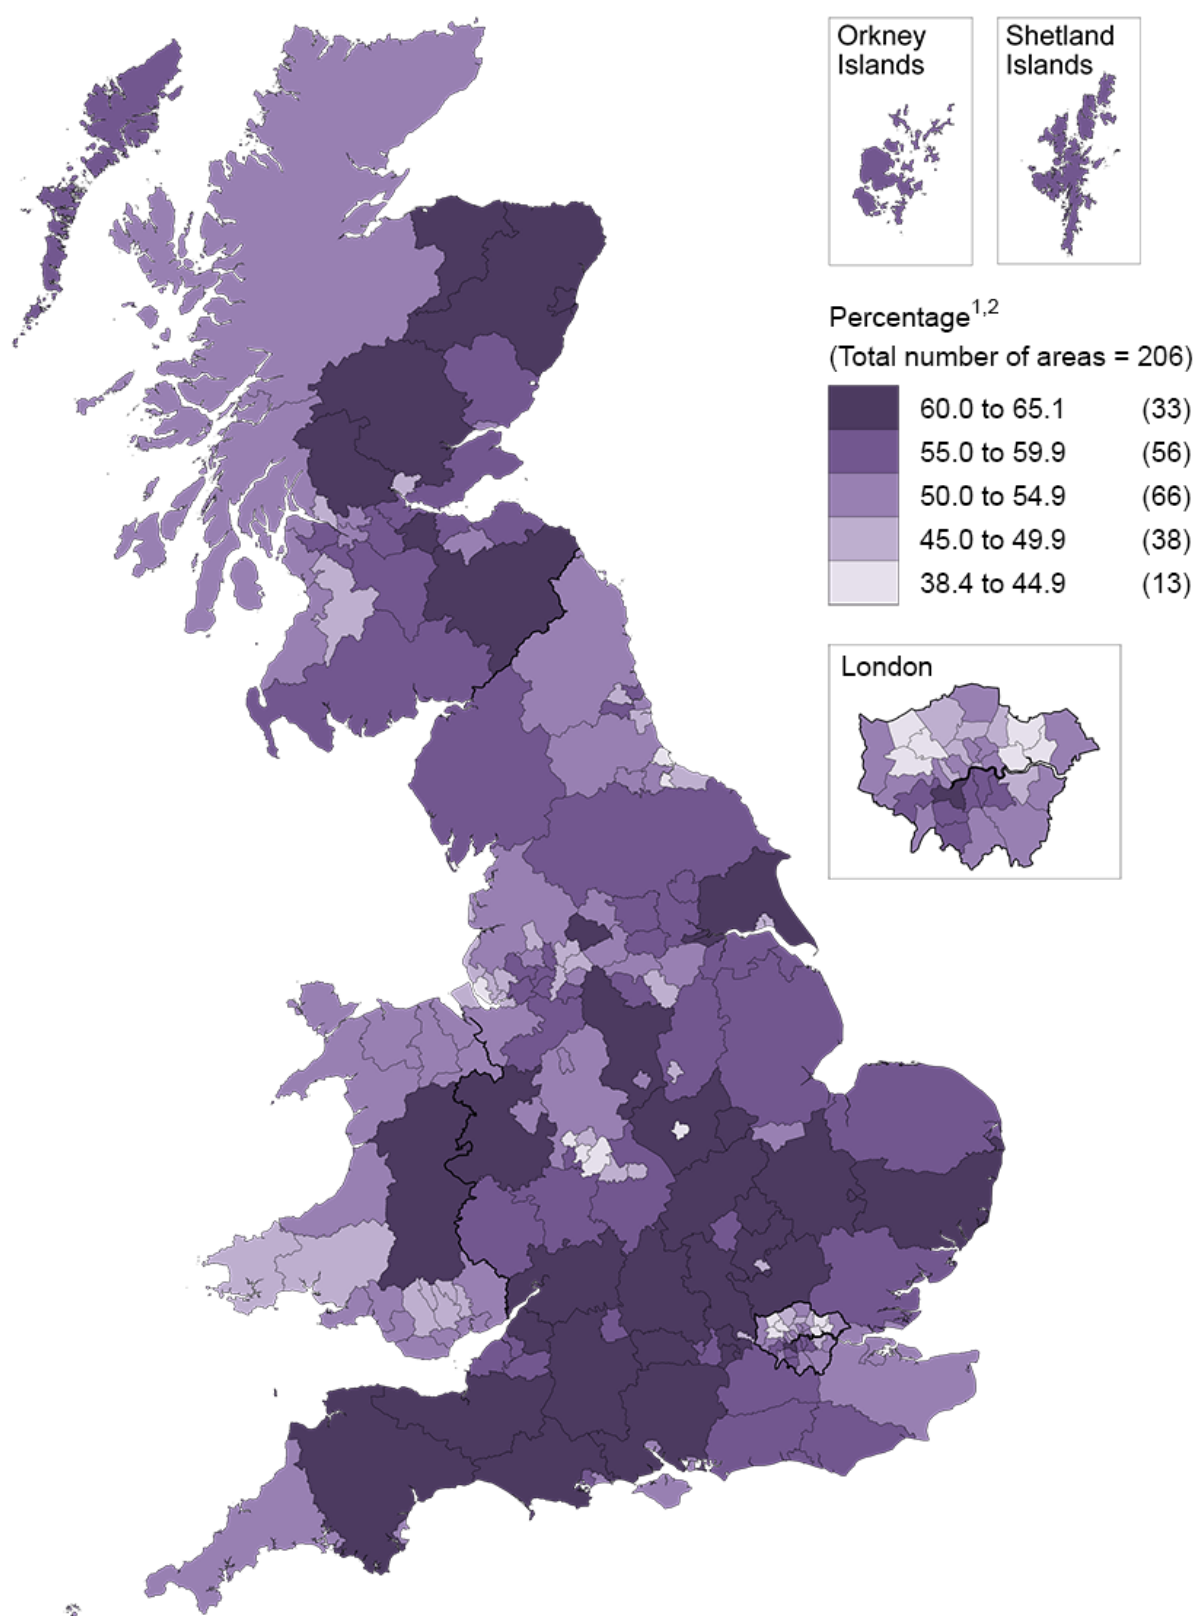 Orkney
Islands
Shetland
Islands
Percentage1,2
(Total number of areas = 206)
60.0 to 65.1 (33)
55.0 to 59.9 (56)
50.0 to 54.9 (66)
45.0 to 49.9 (38)
38.4 to 44.9 (13)
London